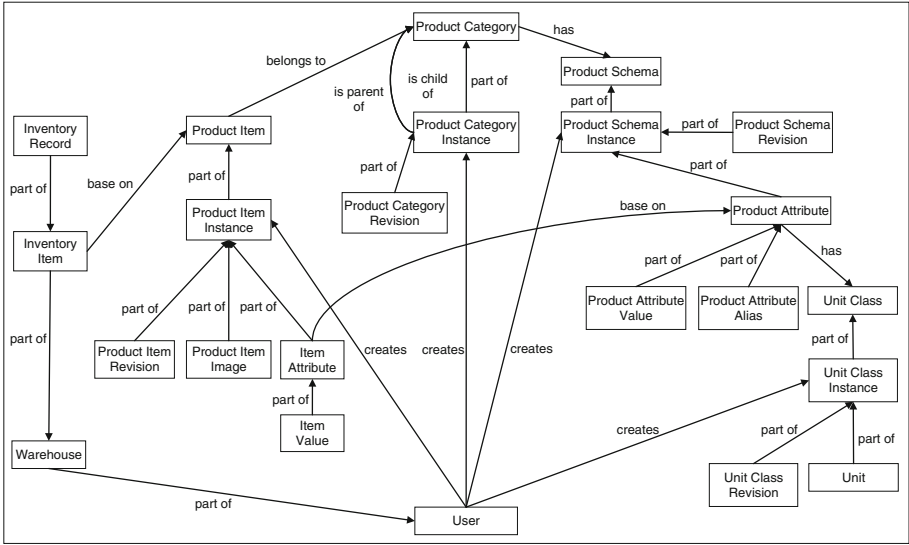 Product Category
has
belongs to
Product Schema
is child
of
part of
is parent
of
part of
Inventory
Record
Product Item
Product Category
Instance
Product Schema
Instance
part of
Product Schema
Revision
part of
base on
part of
part of
part of
Product Category
Revision
Product Item
Instance
base on
Product Attribute
Inventory
Item
part of
part of
has
part of
part of
part of
Product Attribute
Value
Product Attribute
Alias
Unit Class
part of
Product Item
Revision
Product Item
Image
Item
Attribute
creates
creates
creates
part of
Unit Class
Instance
part of
Item
Value
creates
part of
part of
Warehouse
Unit Class
Revision
Unit
part of
User